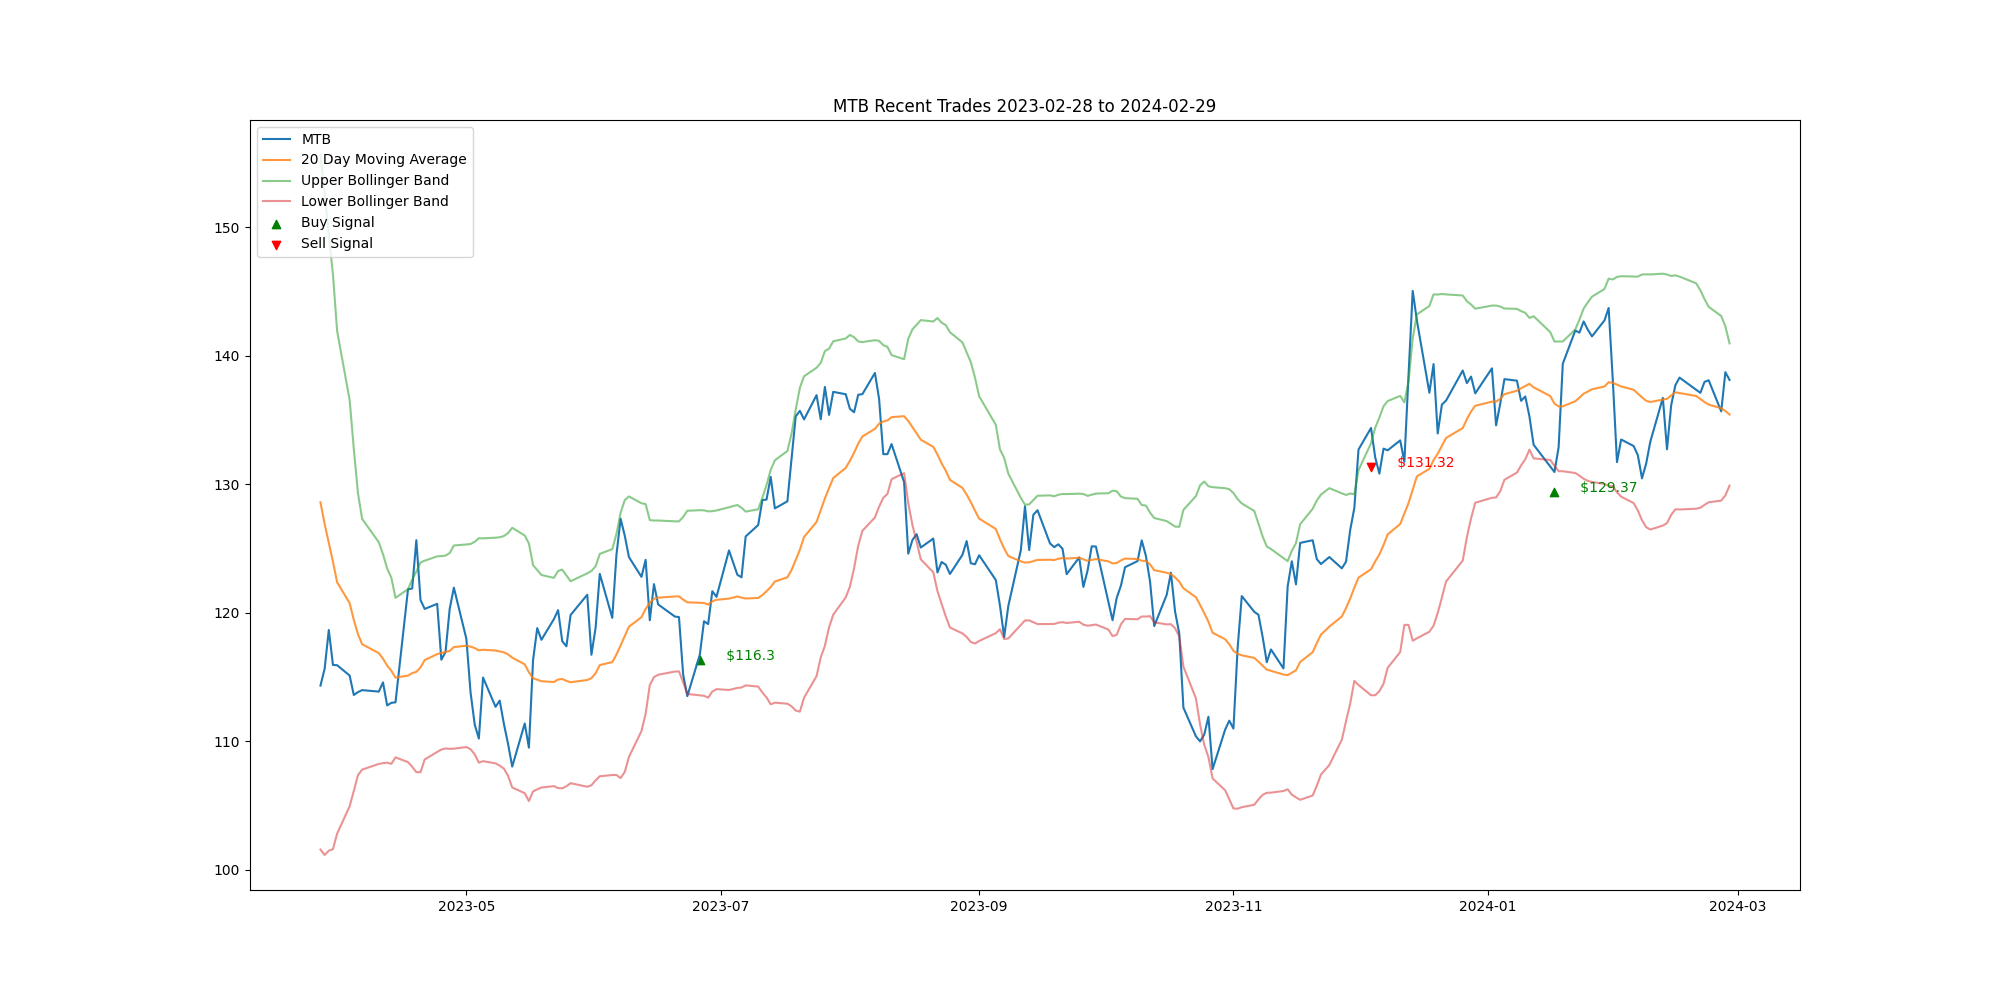 MTB Recent Trades 2023-02-28 to 2024-02-29
MTB
20 Day Moving Average
Upper Bollinger Band
Lower Bollinger Band
Buy Signal
Sell Signal
150
140
130
120
110
100
$131.32
$129.37
$116.3
2023-05
2023-07
2023-09
2023-11
2024-01
2024-03